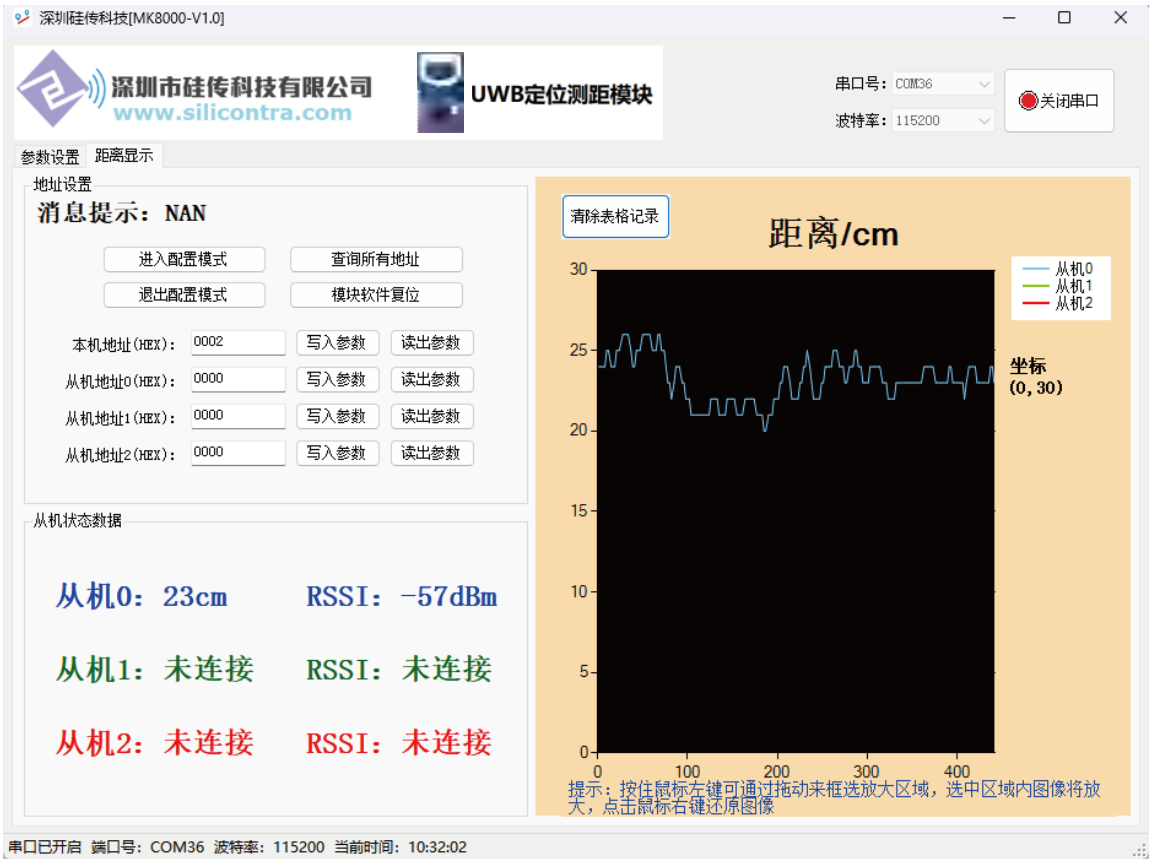 深圳硅传科技[MK8000-V1.0]
深圳市硅传科技有限公司
www.silicontra.com
UWB定位测距模块
串口号: COM36
波特率: 115200
关闭串口
参数设置 距离显示
地址设置
消息提示: NAN
进入配置模式 查询所有地址
退出配置模式 模块软件复位
本机地址(HEX): 0002 写入参数 读出参数
从机地址0(HEX): 0000 写入参数 读出参数
从机地址1(HEX): 0000 写入参数 读出参数
从机地址2(HEX): 0000 写入参数 读出参数
从机状态数据
从机0: 23cm RSSI: -57dBm
从机1: 未连接 RSSI: 未连接
从机2: 未连接 RSSI: 未连接
清除表格记录
距离/cm
30
25
20
15
10
5
0
0 100 200 300 400
从机0
从机1
从机2
坐标
(0,30)
提示: 按住鼠标左键可通过拖动来框选放大区域, 选中区域内图像将放
大, 点击鼠标右键还原图像
串口已开启 端口号: COM36 波特率: 115200 当前时间: 10:32:02